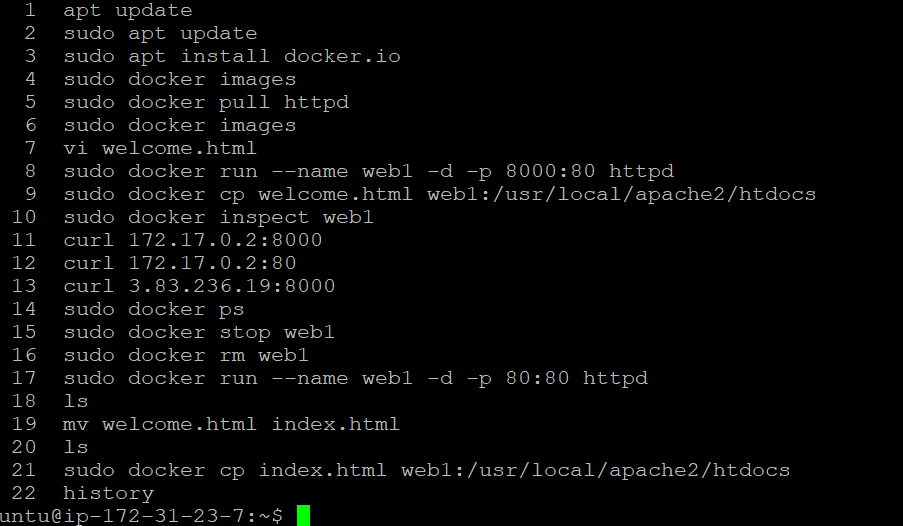 1 apt update
2 sudo apt update
3 sudo apt install docker.io
4 sudo docker images
5 sudo docker pull httpd
6 sudo docker images
7 vi welcome.html
8 sudo docker run --name web1 -d -p 8000:80 httpd
9 sudo docker cp welcome.html web1:/usr/local/apache2/htdocs
10 sudo docker inspect web1
11 curl 172.17.0.2:8000
12 curl 172.17.0.2:80
13 curl 3.83.236.19:8000
14 sudo docker ps
15 sudo docker stop web1
16 sudo docker rm web1
17 sudo docker run --name web1 -d -p 80:80 httpd
18 ls
19 mv welcome.html index.html
20 ls
21 sudo docker cp index.html web1:/usr/local/apache2/htdocs
22 history
untu@ip-172-31-23-7:~$